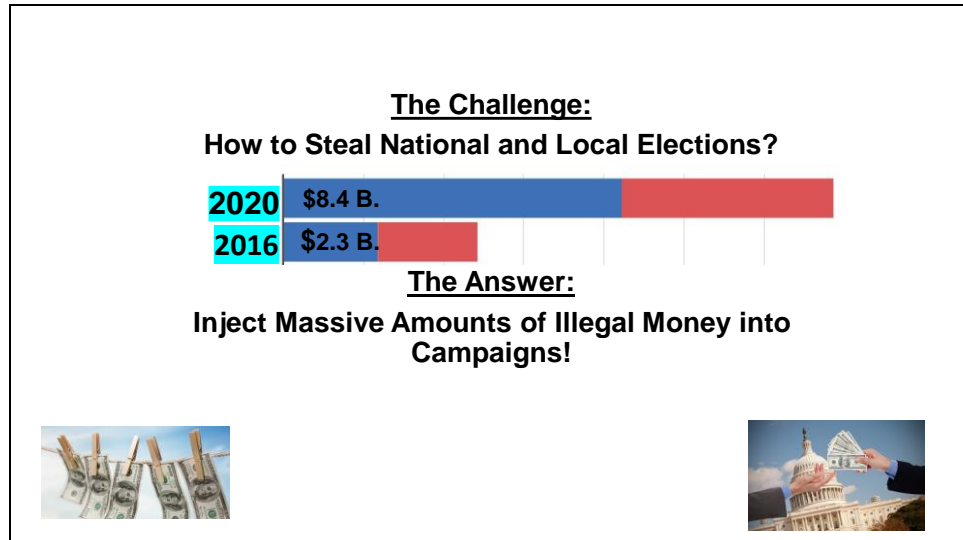 The Challenge:
How to Steal National and Local Elections?
2020 $8.4 B.
2016 $2.3 B.
The Answer:
Inject Massive Amounts of Illegal Money into
Campaigns!